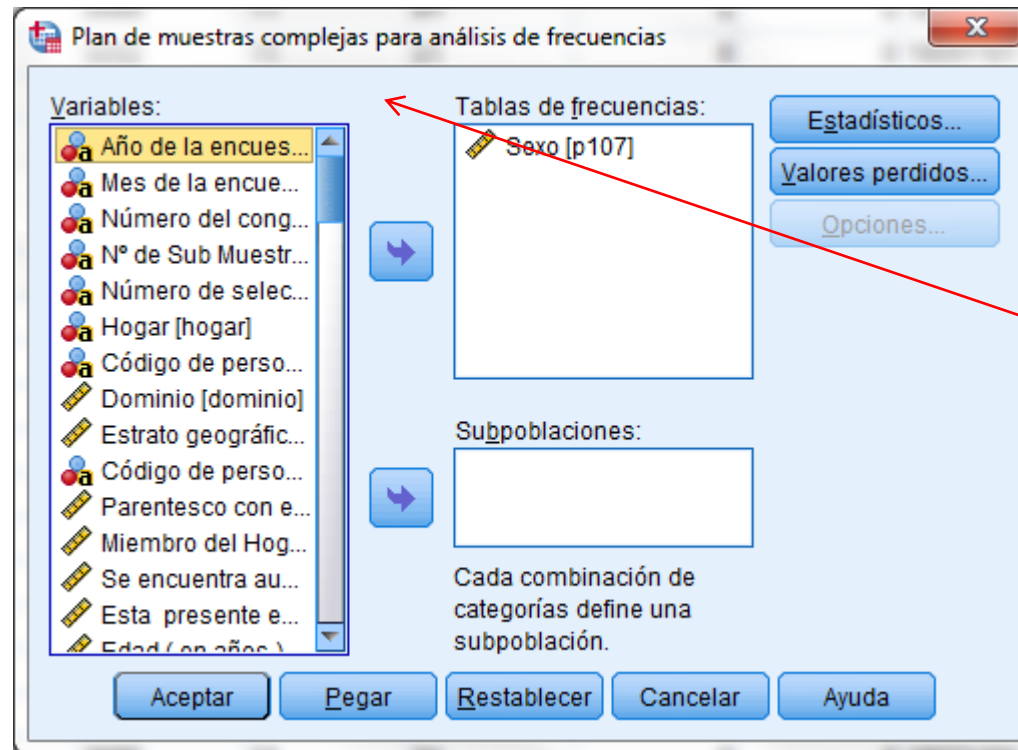 Plan de muestras complejas para análisis de frecuencias
Variables:
Año de la encues...
Mes de la encue...
Número del cong...
Nº de Sub Muestr...
Número de selec...
Hogar [hogar]
Código de perso...
Dominio [dominio]
Estrato geográfic...
Código de perso...
Parentesco con e...
Miembro del Hog...
Se encuentra au...
Esta presente e...
Edad ( en años )
Tablas de frecuencias:
Sexo [p107]
Subpoblaciones:
Cada combinación de
categorías define una
subpoblación.
Estadísticos...
Valores perdidos...
Opciones...
Aceptar
Pegar
Restablecer
Cancelar
Ayuda